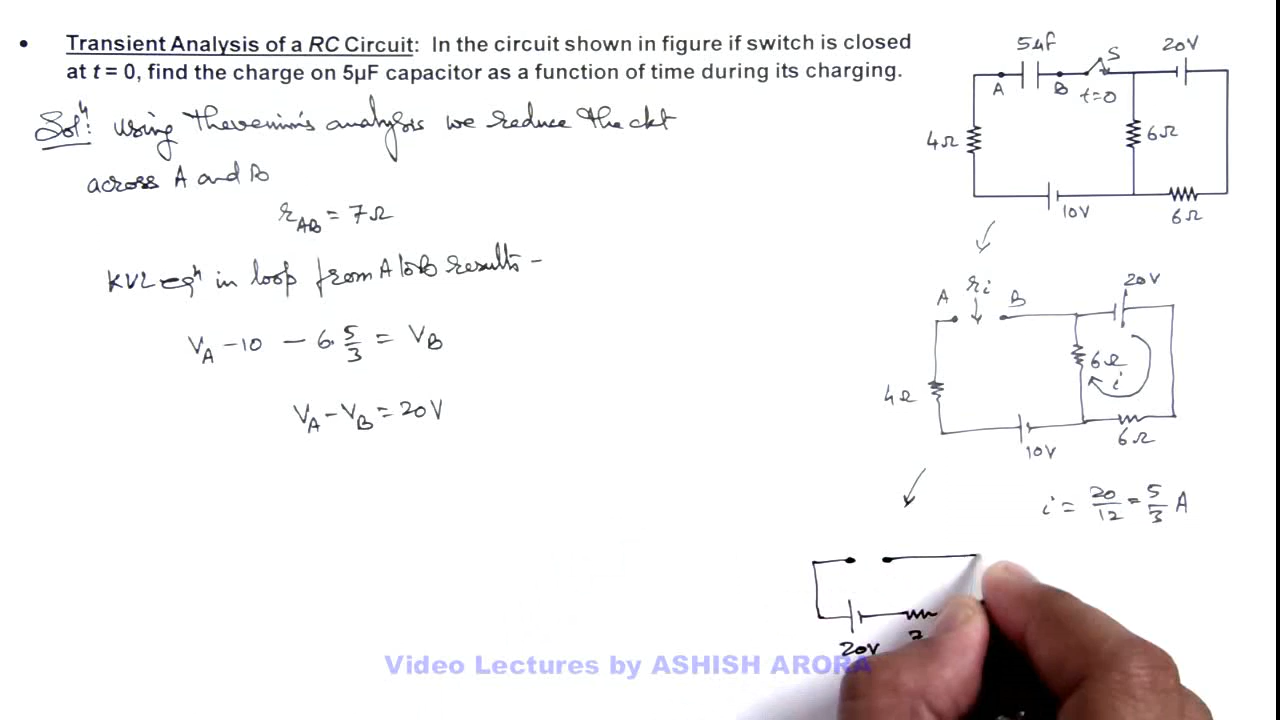 • Transient Analysis of a RC Circuit: In the circuit shown in figure if switch is closed
at t = 0, find the charge on 5µF capacitor as a function of time during its charging.
Solⁿ: Using Thevenin's analysis we reduce the ckt
across A and B
r_AB = 7Ω
KVL eqⁿ in loop from A to B results –
V_A – 10 – 6·5/3 = V_B
V_A – V_B = 20V
5µF S 20V
A B t=0
4Ω 6Ω
10V 6Ω
A r_i B 20V
4Ω 6Ω i
10V 6Ω
i = 20/12 = 5/3 A
20V 7
Video Lectures by ASHISH ARORA